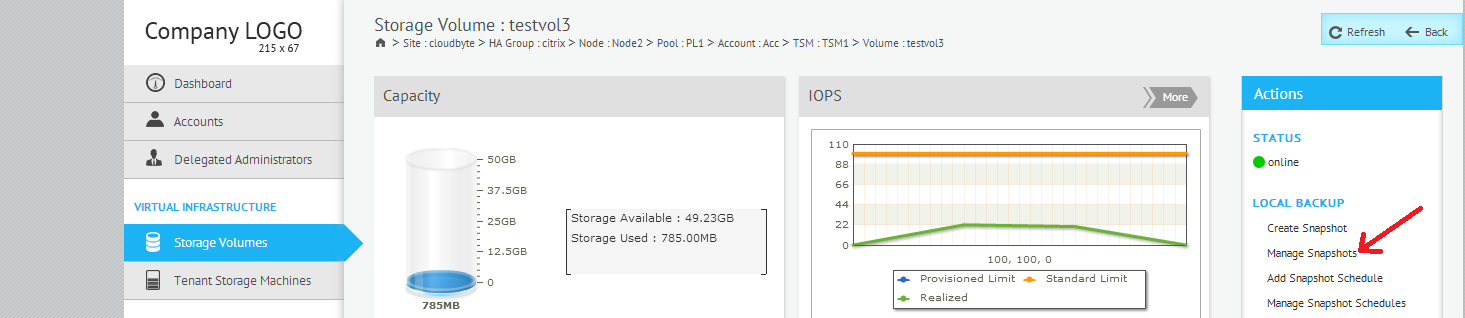 Company LOGO
215 x 67
Dashboard
Accounts
Delegated Administrators
VIRTUAL INFRASTRUCTURE
Storage Volumes
Tenant Storage Machines
Storage Volume : testvol3
> Site : cloudbyte > HA Group : citrix > Node : Node2 > Pool : PL1 > Account : Acc > TSM : TSM1 > Volume : testvol3
Refresh
Back
Capacity
50GB
37.5GB
25GB
12.5GB
0
785MB
Storage Available : 49.23GB
Storage Used : 785.00MB
IOPS
More
110
88
66
44
22
0
100, 100, 0
Provisioned Limit
Standard Limit
Realized
Actions
STATUS
online
LOCAL BACKUP
Create Snapshot
Manage Snapshots
Add Snapshot Schedule
Manage Snapshot Schedules